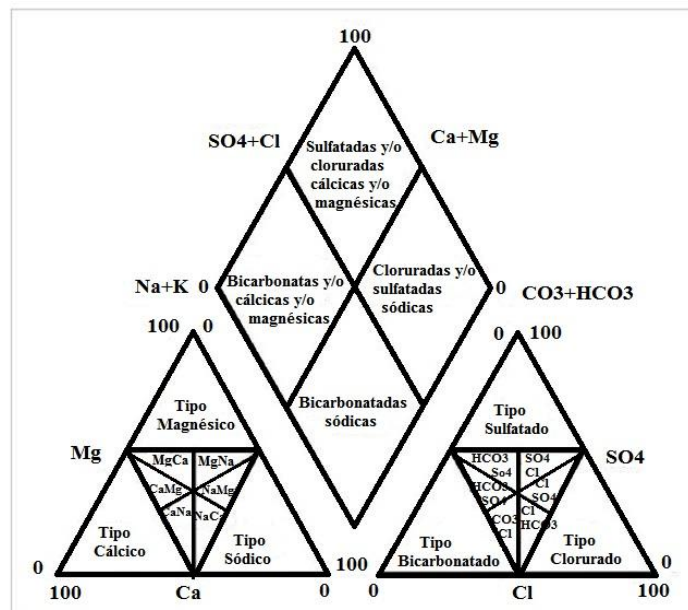 100
SO4+Cl
Ca+Mg
Sulfatadas y/o
cloruradas
cálcicas y/o
magnésicas
Na+K
0
Bicarbonatas y/o
cálcicas y/o
magnésicas
Cloruradas y/o
sulfatadas
sódicas
0
CO3+HCO3
100
0
0
100
Bicarbonatadas
sódicas
Tipo
Magnésico
Tipo
Sulfatado
Mg
MgCa
MgNa
CaMg
NaMg
CaNa
NaCa
HCO3
So4
HCO3
SO4
CO3
Cl
SO4
Cl
Cl
SO4
Cl
HCO3
SO4
Tipo
Cálcico
Tipo
Sódico
Tipo
Bicarbonatado
Tipo
Clorurado
0
100
Ca
0
100
0
Cl
0
100